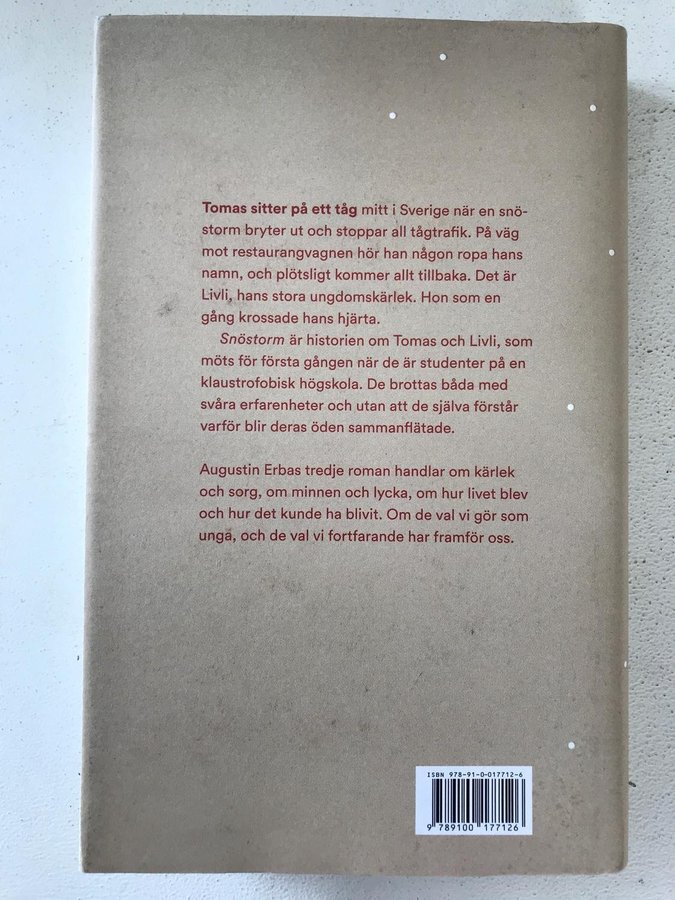 Tomas sitter på ett tåg mitt i Sverige när en snö-
storm bryter ut och stoppar all tågtrafik. På väg
mot restaurangvagnen hör han någon ropa hans
namn, och plötsligt kommer allt tillbaka. Det är
Livli, hans stora ungdomskärlek. Hon som en
gång krossade hans hjärta.
Snöstorm är historien om Tomas och Livli, som
möts för första gången när de är studenter på en
klaustrofobisk högskola. De brottas båda med
svåra erfarenheter och utan att de själva förstår
varför blir deras öden sammanflätade.
Augustin Erbas tredje roman handlar om kärlek
och sorg, om minnen och lycka, om hur livet blev
och hur det kunde ha blivit. Om de val vi gör som
unga, och de val vi fortfarande har framför oss.
ISBN 978-91-0-017712-6
9 789100 177126